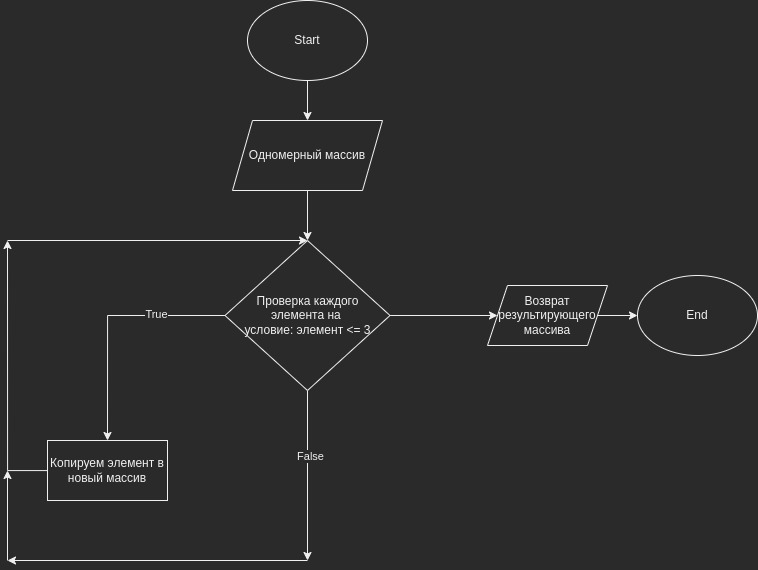 Start
Одномерный массив
Проверка каждого
элемента на
условие: элемент <= 3
Возврат
результирующего
массива
End
True
False
Копируем элемент в
новый массив